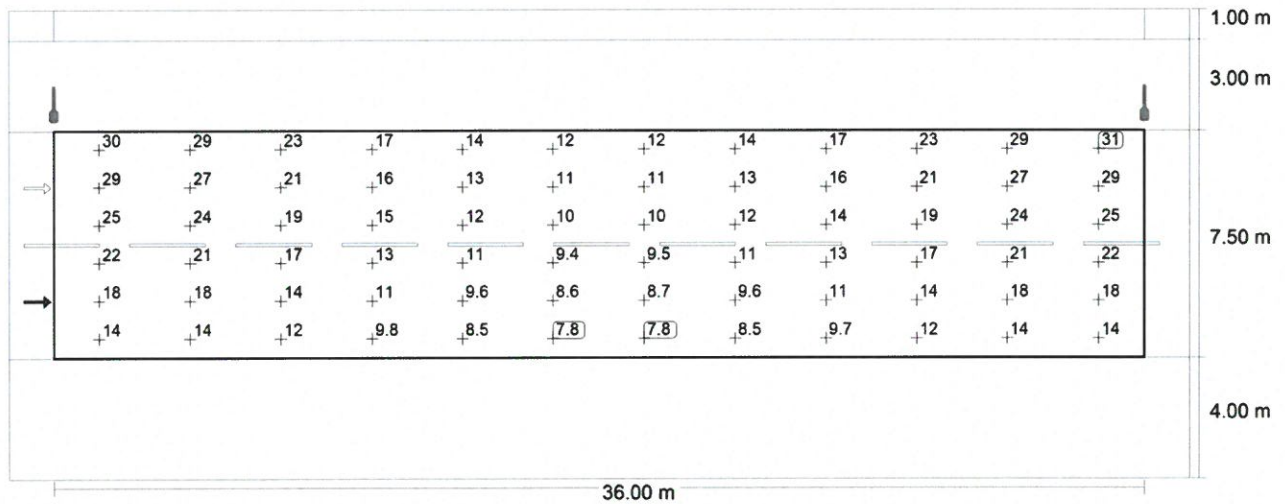 1.00 m
3.00 m
30 29 23 17 14 12 12 14 17 23 29 31
29 27 21 16 13 11 11 13 16 21 27 29
25 24 19 15 12 10 10 12 14 19 24 25
7.50 m
22 21 17 13 11 9.4 9.5 11 13 17 21 22
18 18 14 11 9.6 8.6 8.7 9.6 11 14 18 18
14 14 12 9.8 8.5 7.8 7.8 8.5 9.7 12 14 14
4.00 m
36.00 m